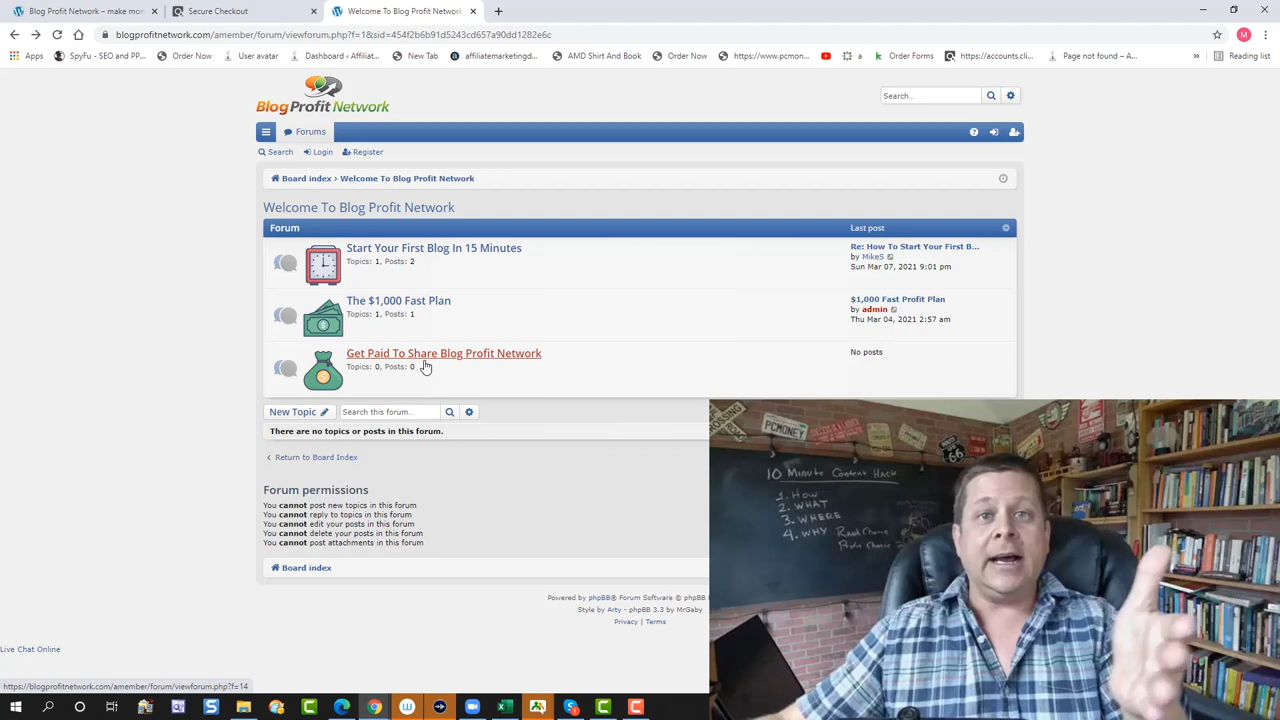 Blog Profit Network — make mon
Secure Checkout
Welcome To Blog Profit Network
blogprofitnetwork.com/amember/forum/viewforum.php?f=1&sid=454f2b6b91d5243cd657a90dd1282e6c
Apps
SpyFu - SEO and PP...
Order Now
User avatar
Dashboard ‹ Affiliat...
New Tab
affiliatemarketingd...
AMD Shirt And Book
Order Now
https://www.pcmon...
a
Order Forms
https://accounts.cli...
Page not found – A...
»
Reading list
Blog Profit Network
Search...
Forums
Search
Login
Register
Board index › Welcome To Blog Profit Network
Welcome To Blog Profit Network
Forum
Last post
Start Your First Blog In 15 Minutes
Topics: 1, Posts: 2
Re: How To Start Your First B...
by MikeS
Sun Mar 07, 2021 9:01 pm
The $1,000 Fast Plan
Topics: 1, Posts: 1
$1,000 Fast Profit Plan
by admin
Thu Mar 04, 2021 2:57 am
Get Paid To Share Blog Profit Network
Topics: 0, Posts: 0
No posts
New Topic
Search this forum...
There are no topics or posts in this forum.
‹ Return to Board Index
Forum permissions
You cannot post new topics in this forum
You cannot reply to topics in this forum
You cannot edit your posts in this forum
You cannot delete your posts in this forum
You cannot post attachments in this forum
Board index
Powered by phpBB® Forum Software © phpBB
Style by Arty - phpBB 3.3 by MrGaby
Privacy | Terms
Live Chat Online
https://blogprofitnetwork.com/amember/forum/viewforum.php?f=14
PCMONEY
66
10 Minute Content Hack
1. How
2. WHAT
3. WHERE
4. WHY